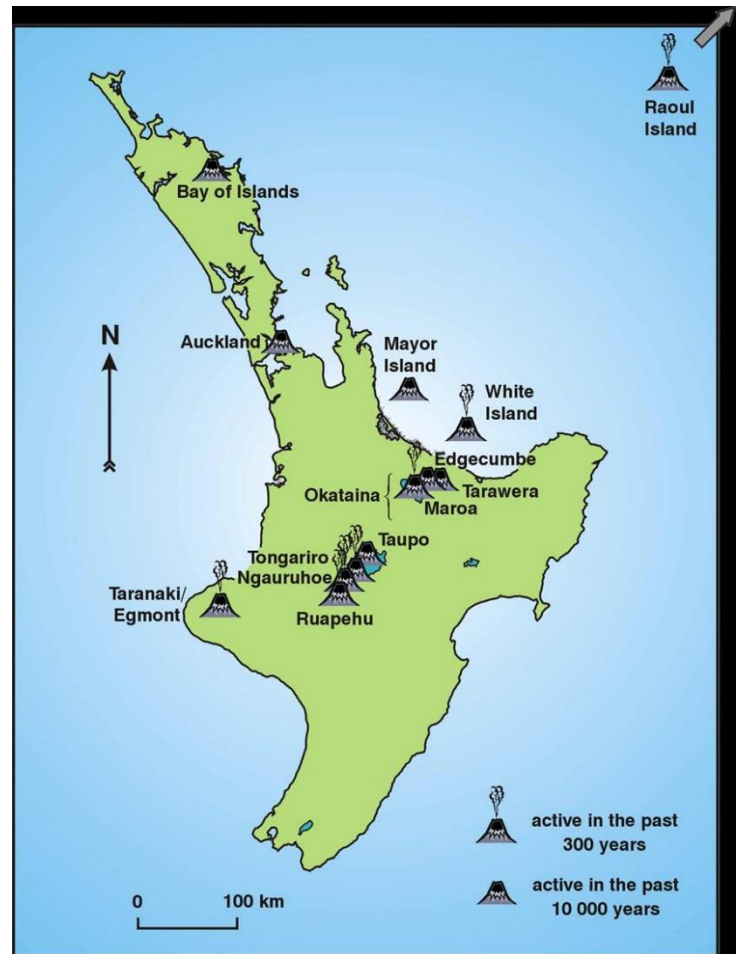 Raoul
Island
Bay of Islands
N
Auckland
Mayor
Island
White
Island
Edgecumbe
Okataina
Tarawera
Maroa
Taupo
Tongariro
Ngauruhoe
Taranaki/
Egmont
Ruapehu
active in the past
300 years
active in the past
10 000 years
0 100 km